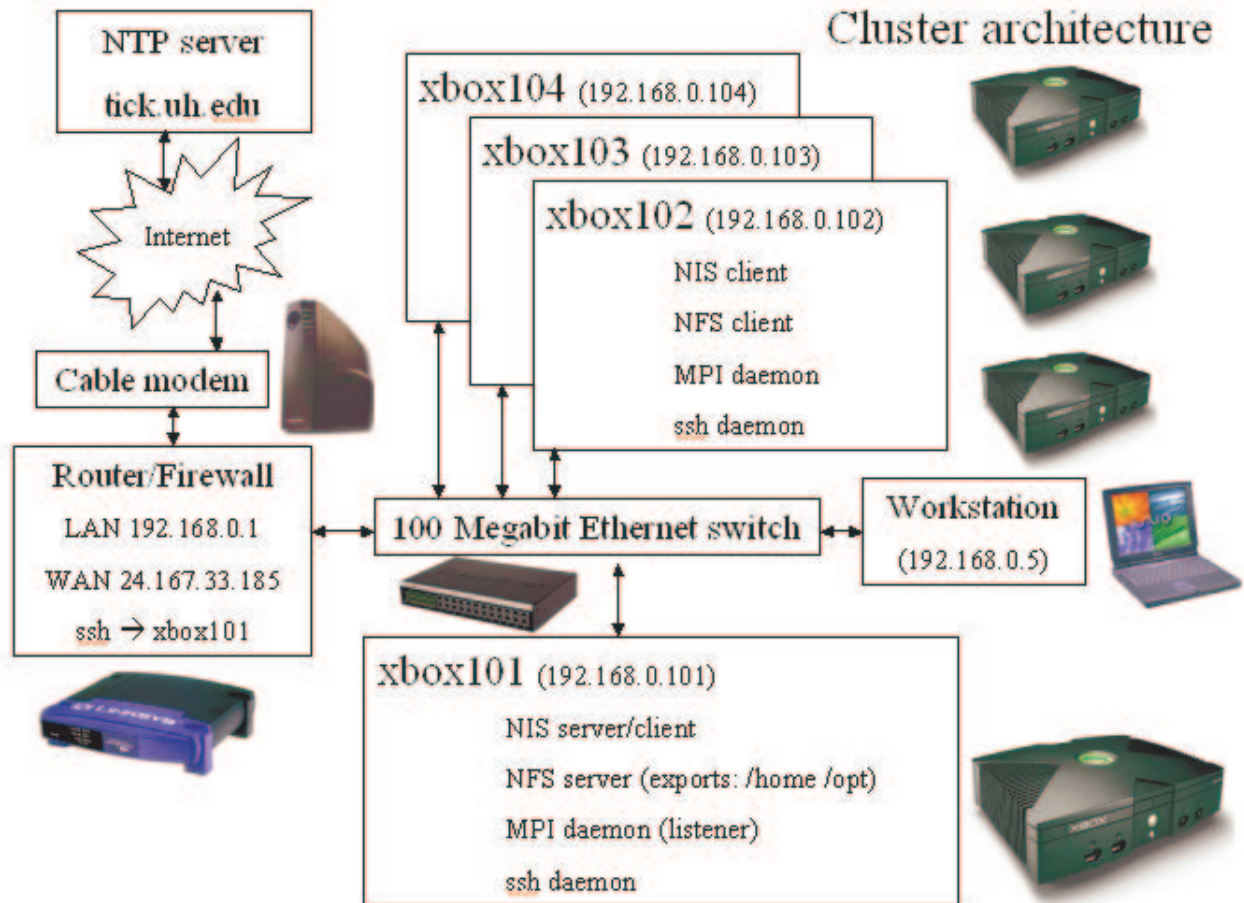 Cluster architecture
NTP server
tick.uh.edu
Internet
Cable modem
Router/Firewall
LAN 192.168.0.1
WAN 24.167.33.185
ssh → xbox101
xbox104 (192.168.0.104)
xbox103 (192.168.0.103)
xbox102 (192.168.0.102)
NIS client
NFS client
MPI daemon
ssh daemon
100 Megabit Ethernet switch
Workstation
(192.168.0.5)
xbox101 (192.168.0.101)
NIS server/client
NFS server (exports: /home /opt)
MPI daemon (listener)
ssh daemon
LINKSYS
XBOX